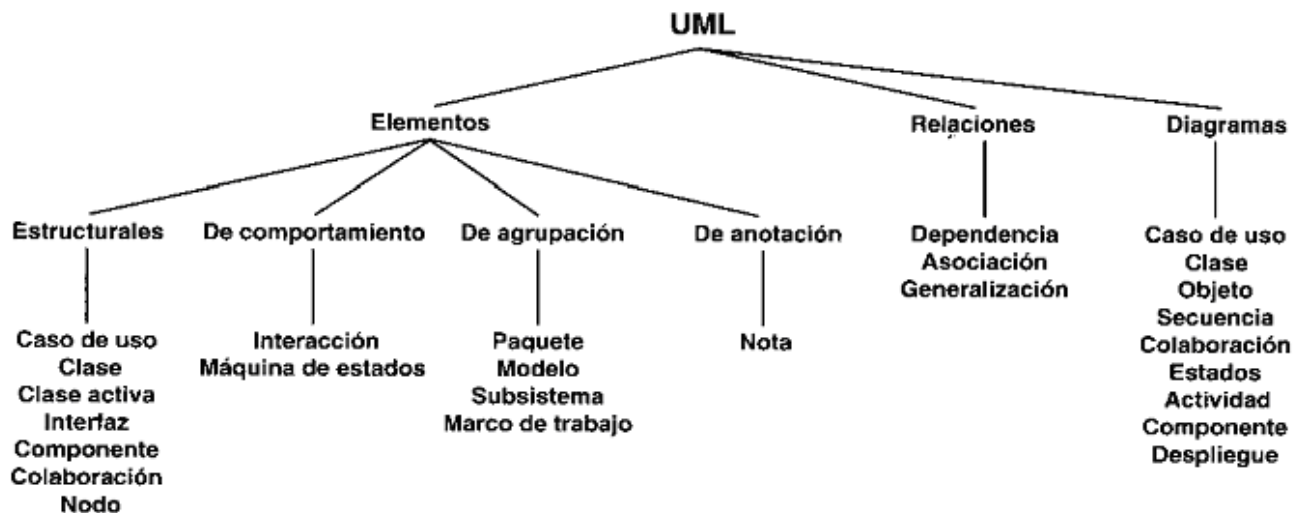 UML
Elementos
Relaciones
Diagramas
Estructurales
De comportamiento
De agrupación
De anotación
Dependencia
Asociación
Generalización
Caso de uso
Clase
Objeto
Secuencia
Colaboración
Estados
Actividad
Componente
Despliegue
Caso de uso
Clase
Clase activa
Interfaz
Componente
Colaboración
Nodo
Interacción
Máquina de estados
Paquete
Modelo
Subsistema
Marco de trabajo
Nota